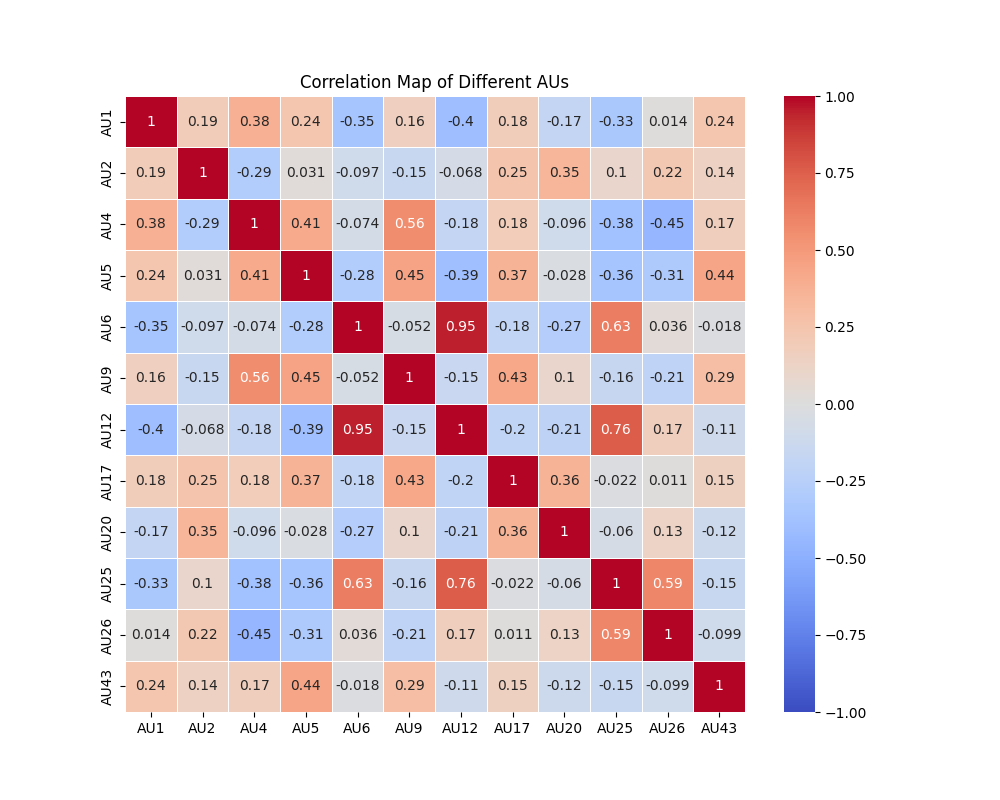 Correlation Map of Different AUs
AU1 1 0.19 0.38 0.24 -0.35 0.16 -0.4 0.18 -0.17 -0.33 0.014 0.24
AU2 0.19 1 -0.29 0.031 -0.097 -0.15 -0.068 0.25 0.35 0.1 0.22 0.14
AU4 0.38 -0.29 1 0.41 -0.074 0.56 -0.18 0.18 -0.096 -0.38 -0.45 0.17
AU5 0.24 0.031 0.41 1 -0.28 0.45 -0.39 0.37 -0.028 -0.36 -0.31 0.44
AU6 -0.35 -0.097 -0.074 -0.28 1 -0.052 0.95 -0.18 -0.27 0.63 0.036 -0.018
AU9 0.16 -0.15 0.56 0.45 -0.052 1 -0.15 0.43 0.1 -0.16 -0.21 0.29
AU12 -0.4 -0.068 -0.18 -0.39 0.95 -0.15 1 -0.2 -0.21 0.76 0.17 -0.11
AU17 0.18 0.25 0.18 0.37 -0.18 0.43 -0.2 1 0.36 -0.022 0.011 0.15
AU20 -0.17 0.35 -0.096 -0.028 -0.27 0.1 -0.21 0.36 1 -0.06 0.13 -0.12
AU25 -0.33 0.1 -0.38 -0.36 0.63 -0.16 0.76 -0.022 -0.06 1 0.59 -0.15
AU26 0.014 0.22 -0.45 -0.31 0.036 -0.21 0.17 0.011 0.13 0.59 1 -0.099
AU43 0.24 0.14 0.17 0.44 -0.018 0.29 -0.11 0.15 -0.12 -0.15 -0.099 1
AU1 AU2 AU4 AU5 AU6 AU9 AU12 AU17 AU20 AU25 AU26 AU43
1.00
0.75
0.50
0.25
0.00
−0.25
−0.50
−0.75
−1.00